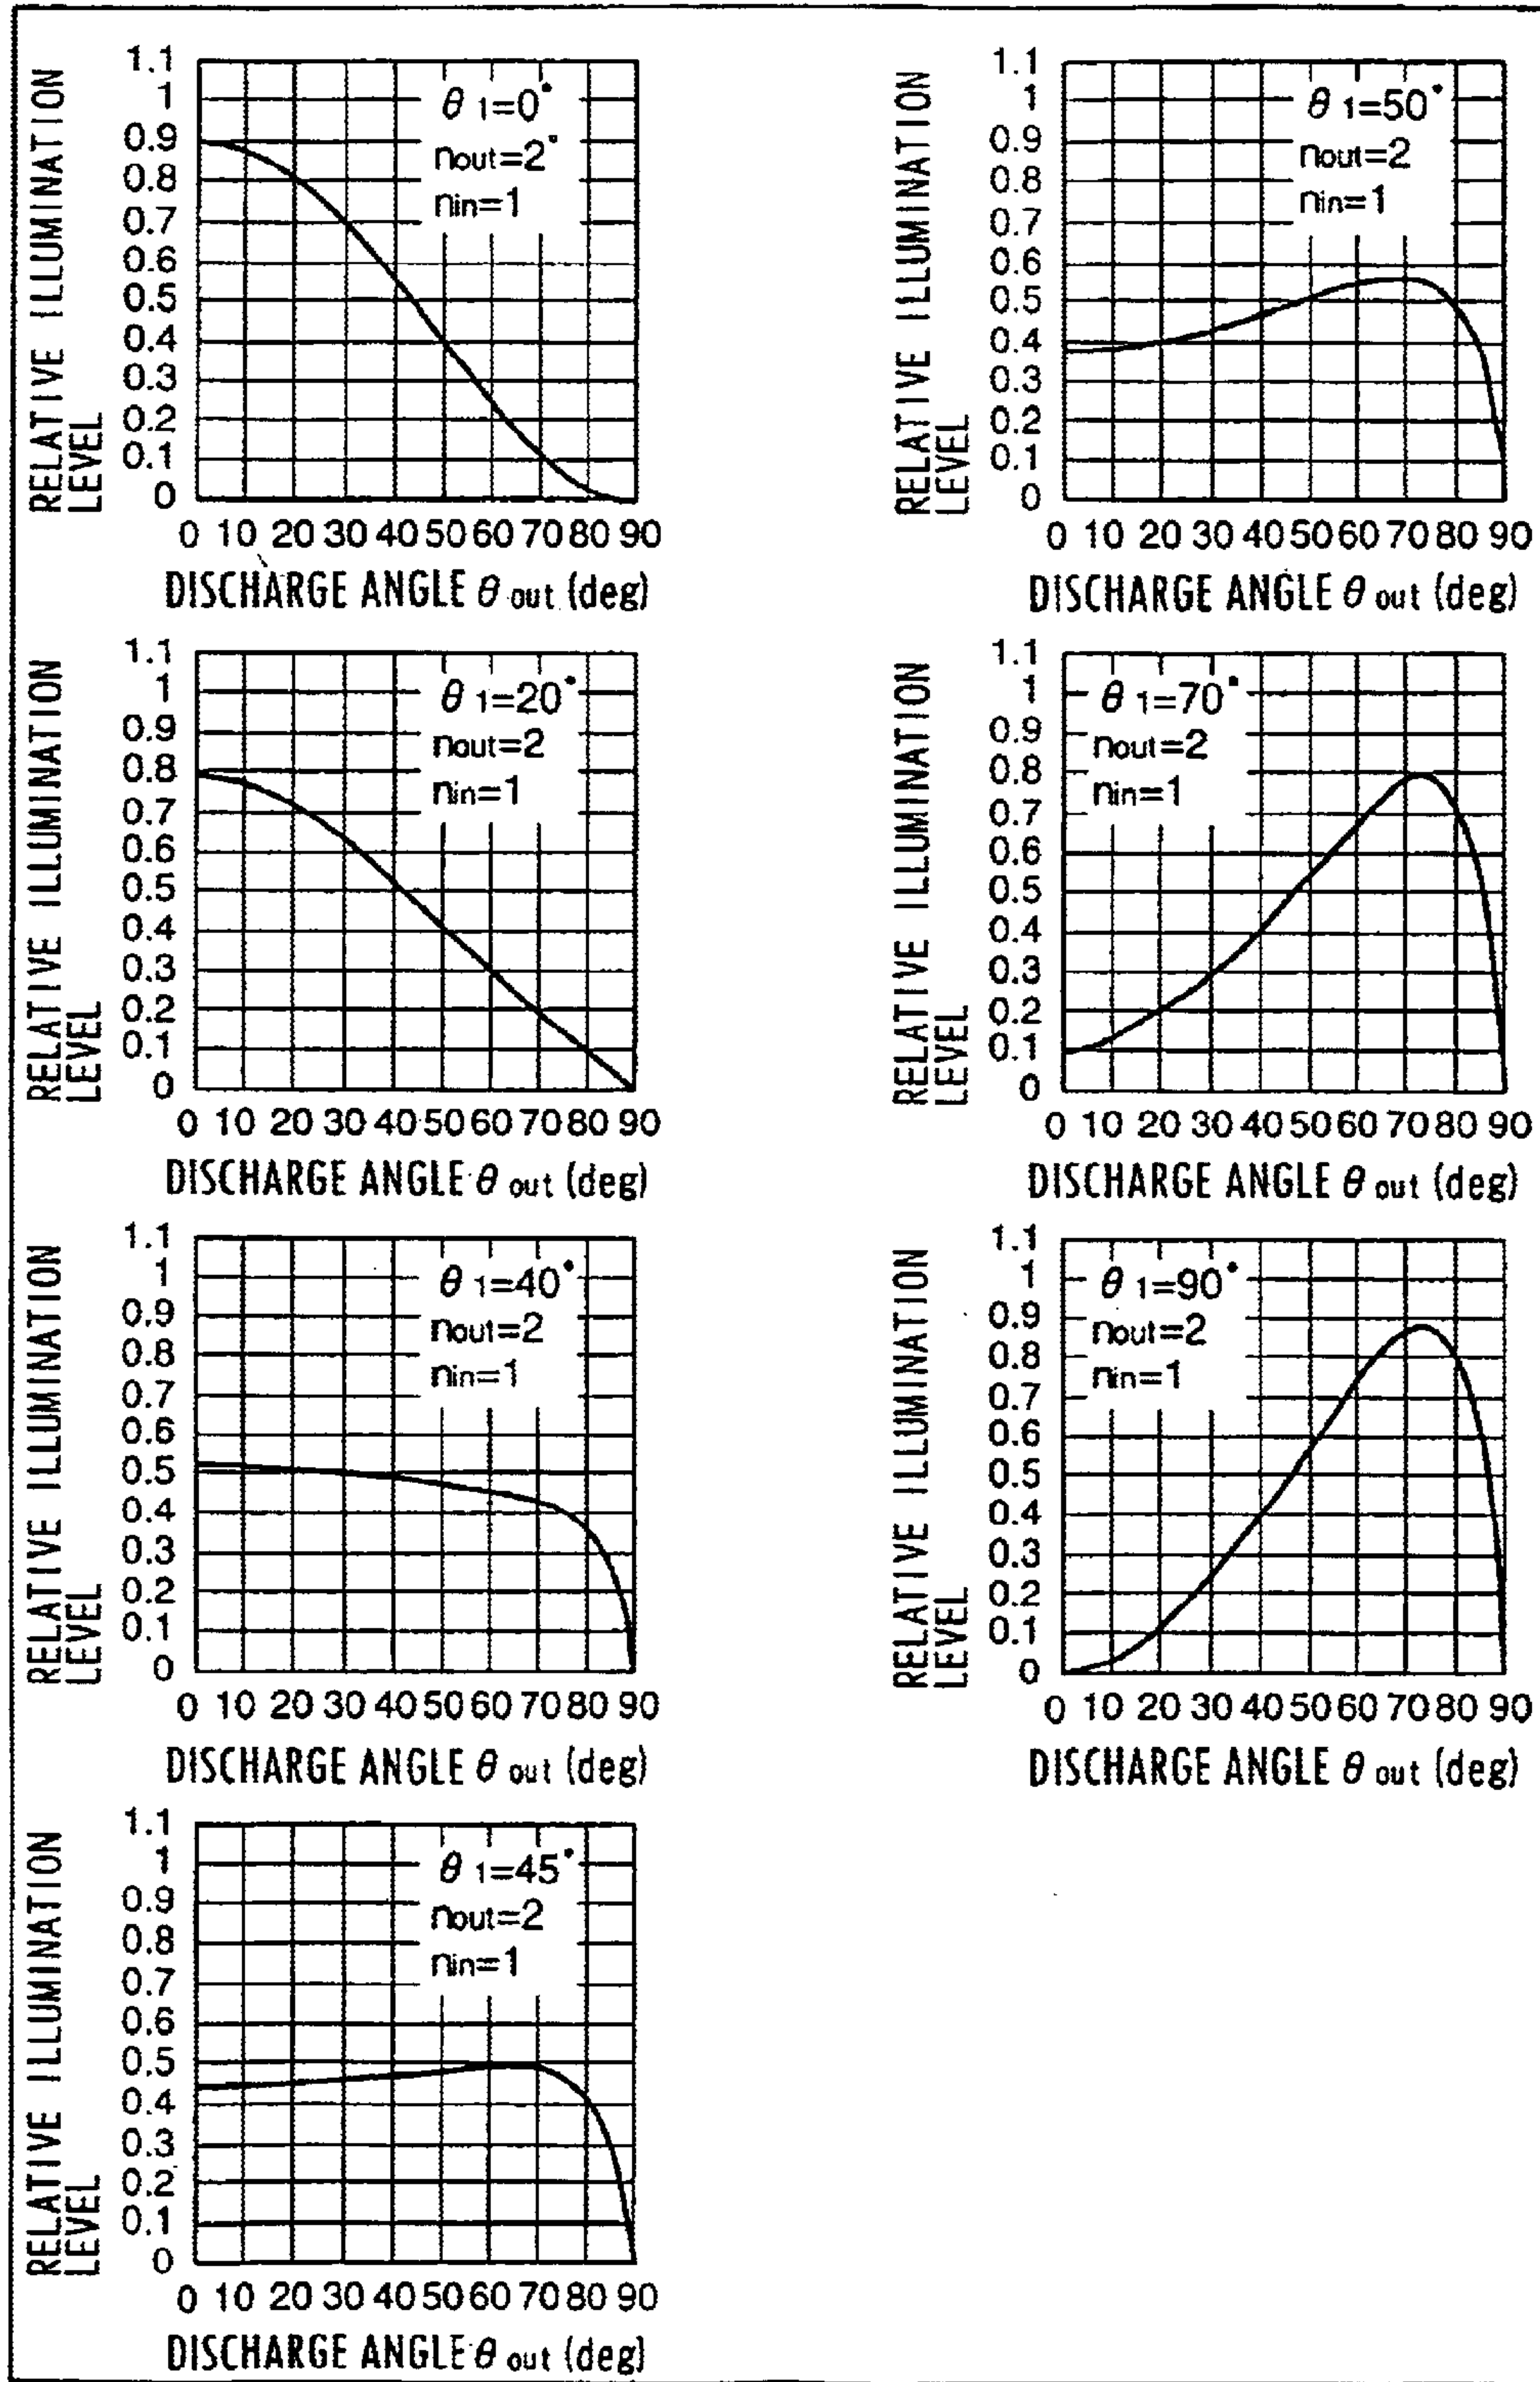 RELATIVE ILLUMINATION
LEVEL
1.1
1
0.9
0.8
0.7
0.6
0.5
0.4
0.3
0.2
0.1
0
θ 1=0°
nout=2°
nin=1
0 10 20 30 40 50 60 70 80 90
DISCHARGE ANGLE θ out (deg)
RELATIVE ILLUMINATION
LEVEL
1.1
1
0.9
0.8
0.7
0.6
0.5
0.4
0.3
0.2
0.1
0
θ 1=50°
nout=2
nin=1
0 10 20 30 40 50 60 70 80 90
DISCHARGE ANGLE θ out (deg)
RELATIVE ILLUMINATION
LEVEL
1.1
1
0.9
0.8
0.7
0.6
0.5
0.4
0.3
0.2
0.1
0
θ 1=20°
nout=2
nin=1
0 10 20 30 40 50 60 70 80 90
DISCHARGE ANGLE θ out (deg)
RELATIVE ILLUMINATION
LEVEL
1.1
1
0.9
0.8
0.7
0.6
0.5
0.4
0.3
0.2
0.1
0
θ 1=70°
nout=2
nin=1
0 10 20 30 40 50 60 70 80 90
DISCHARGE ANGLE θ out (deg)
RELATIVE ILLUMINATION
LEVEL
1.1
1
0.9
0.8
0.7
0.6
0.5
0.4
0.3
0.2
0.1
0
θ 1=40°
nout=2
nin=1
0 10 20 30 40 50 60 70 80 90
DISCHARGE ANGLE θ out (deg)
RELATIVE ILLUMINATION
LEVEL
1.1
1
0.9
0.8
0.7
0.6
0.5
0.4
0.3
0.2
0.1
0
θ 1=90°
nout=2
nin=1
0 10 20 30 40 50 60 70 80 90
DISCHARGE ANGLE θ out (deg)
RELATIVE ILLUMINATION
LEVEL
1.1
1
0.9
0.8
0.7
0.6
0.5
0.4
0.3
0.2
0.1
0
θ 1=45°
nout=2
nin=1
0 10 20 30 40 50 60 70 80 90
DISCHARGE ANGLE θ out (deg)